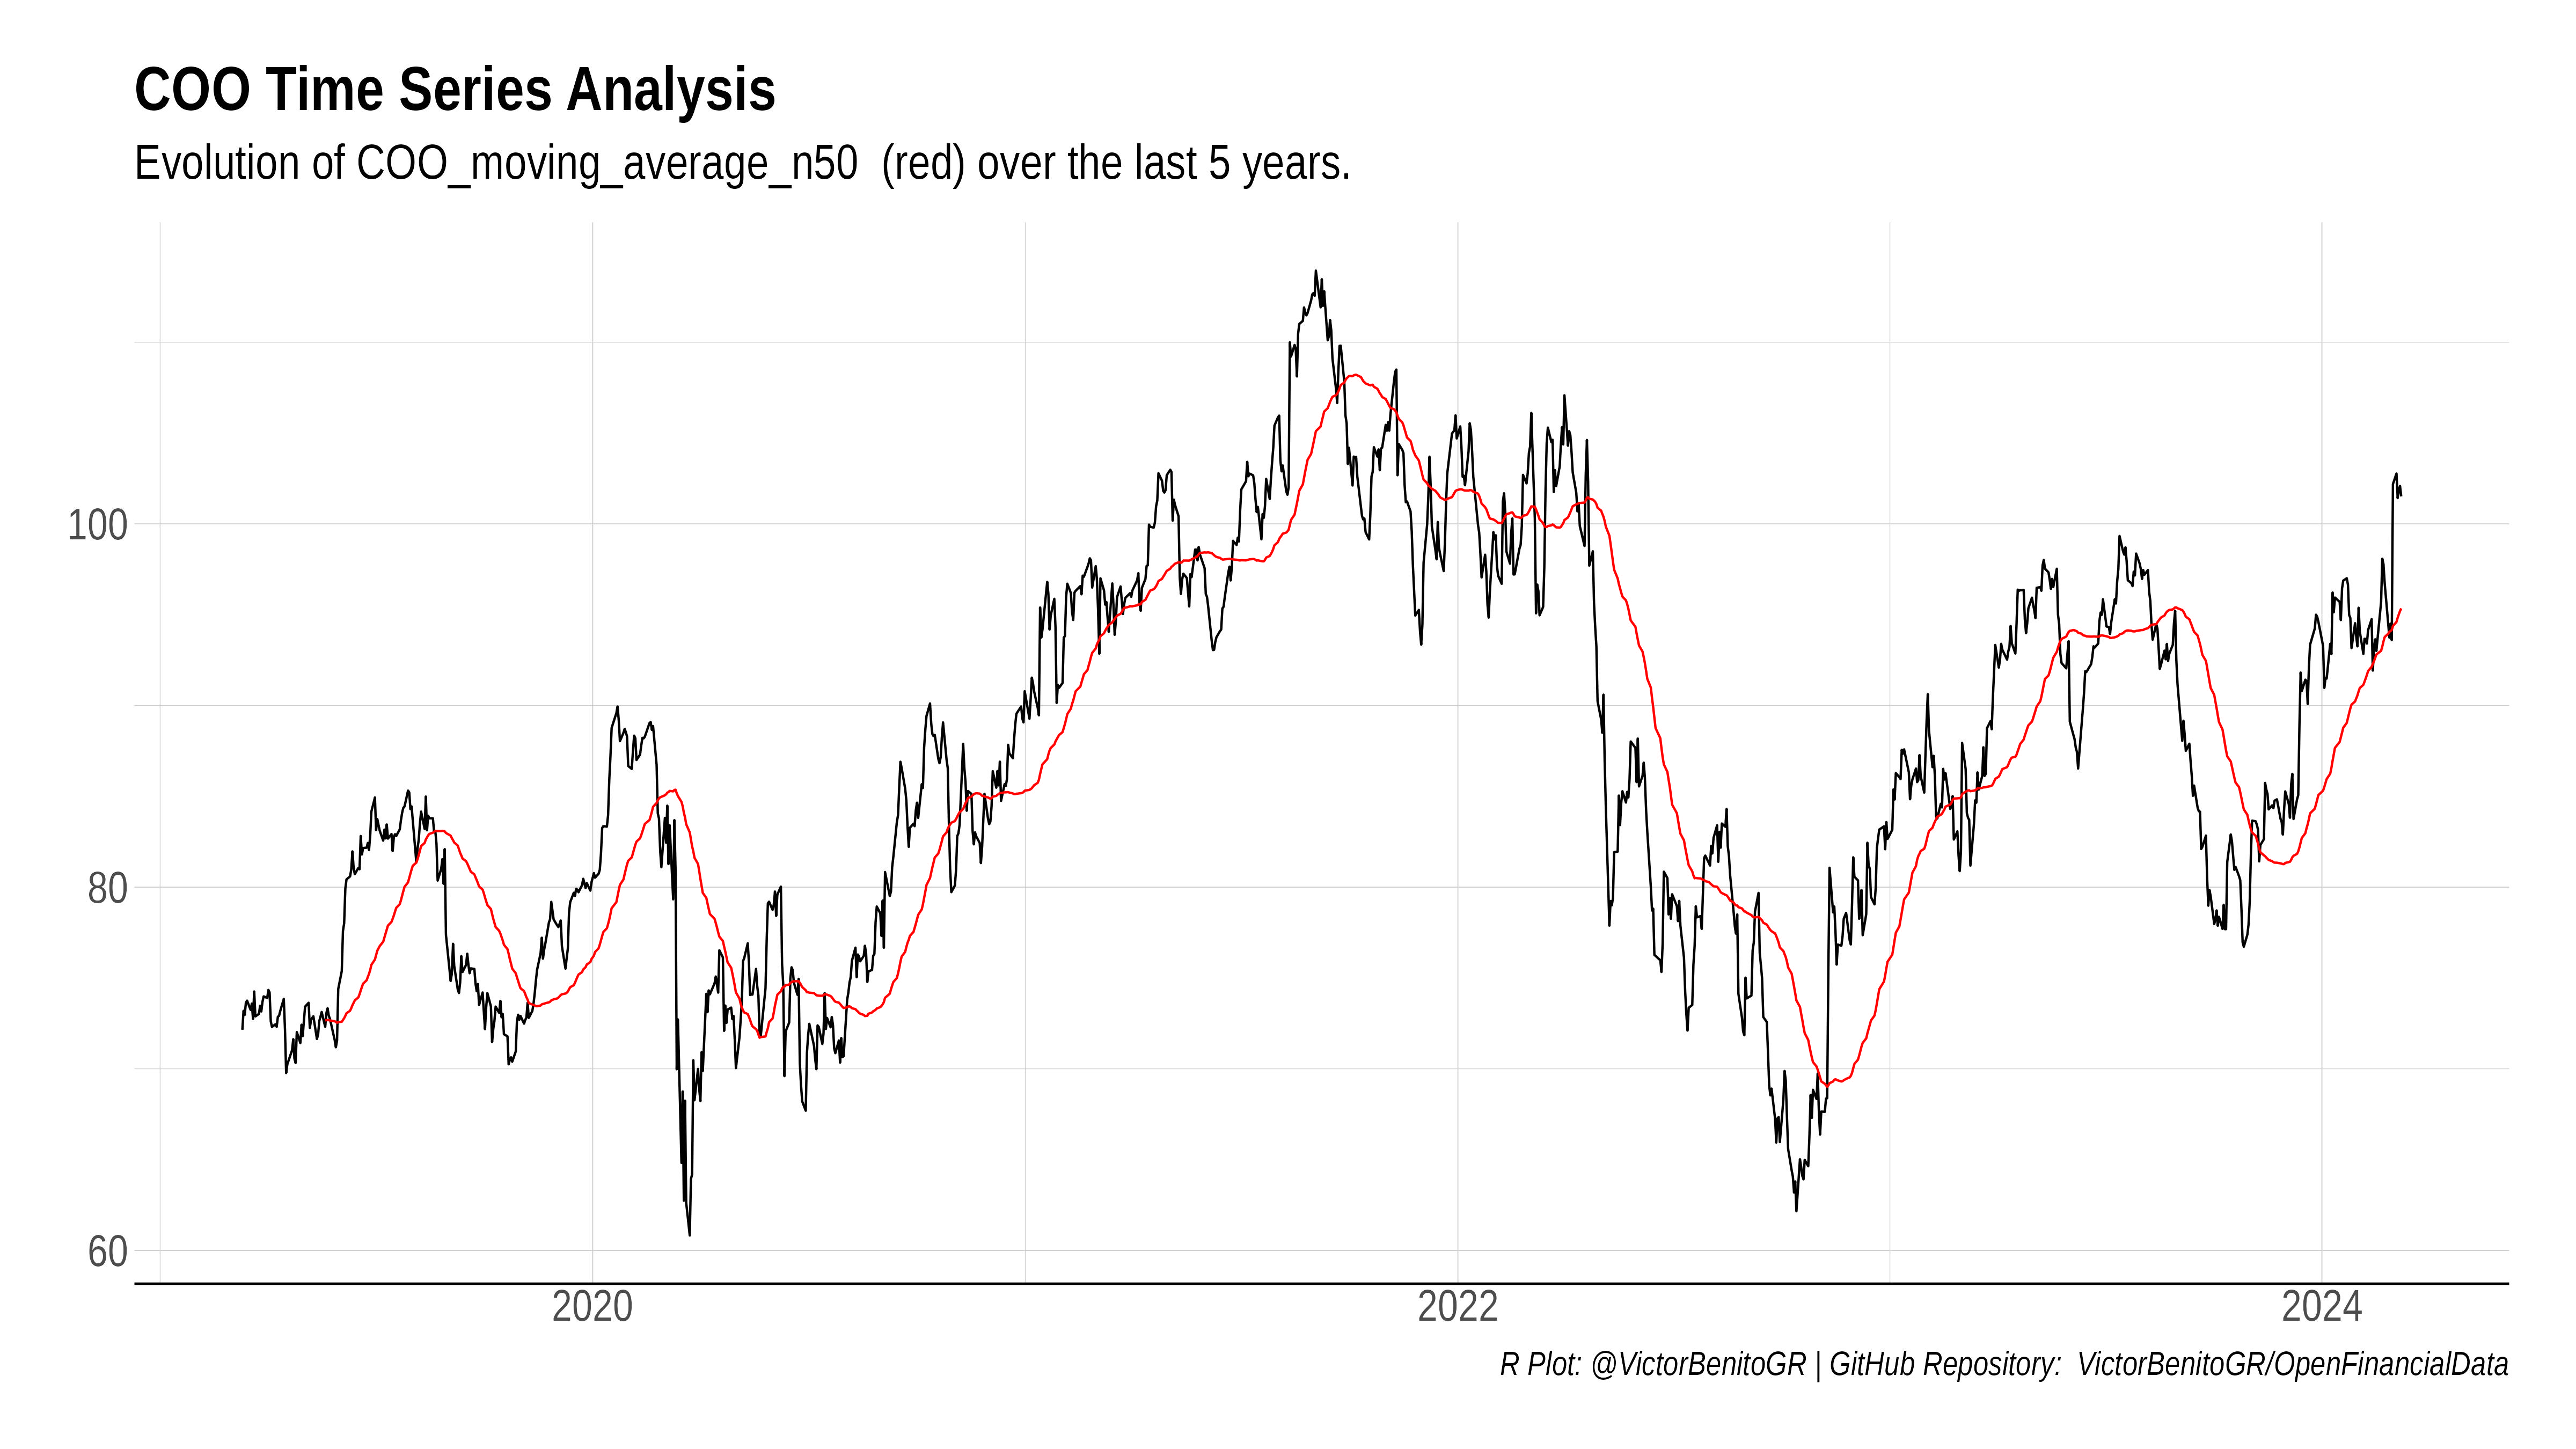 COO Time Series Analysis
Evolution of COO_moving_average_n50  (red) over the last 5 years.
100
80
60
2020
2022
2024
R Plot: @VictorBenitoGR | GitHub Repository:  VictorBenitoGR/OpenFinancialData